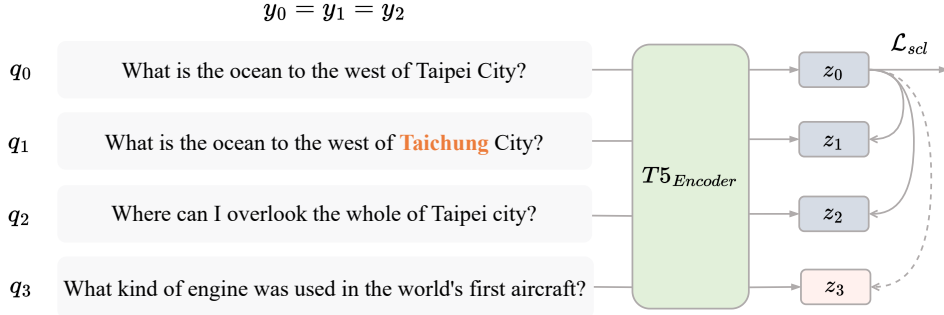 y₀ = y₁ = y₂
ℒ_scl
q₀ What is the ocean to the west of Taipei City? z₀
q₁ What is the ocean to the west of Taichung City? z₁
T5_Encoder
q₂ Where can I overlook the whole of Taipei city? z₂
q₃ What kind of engine was used in the world's first aircraft? z₃